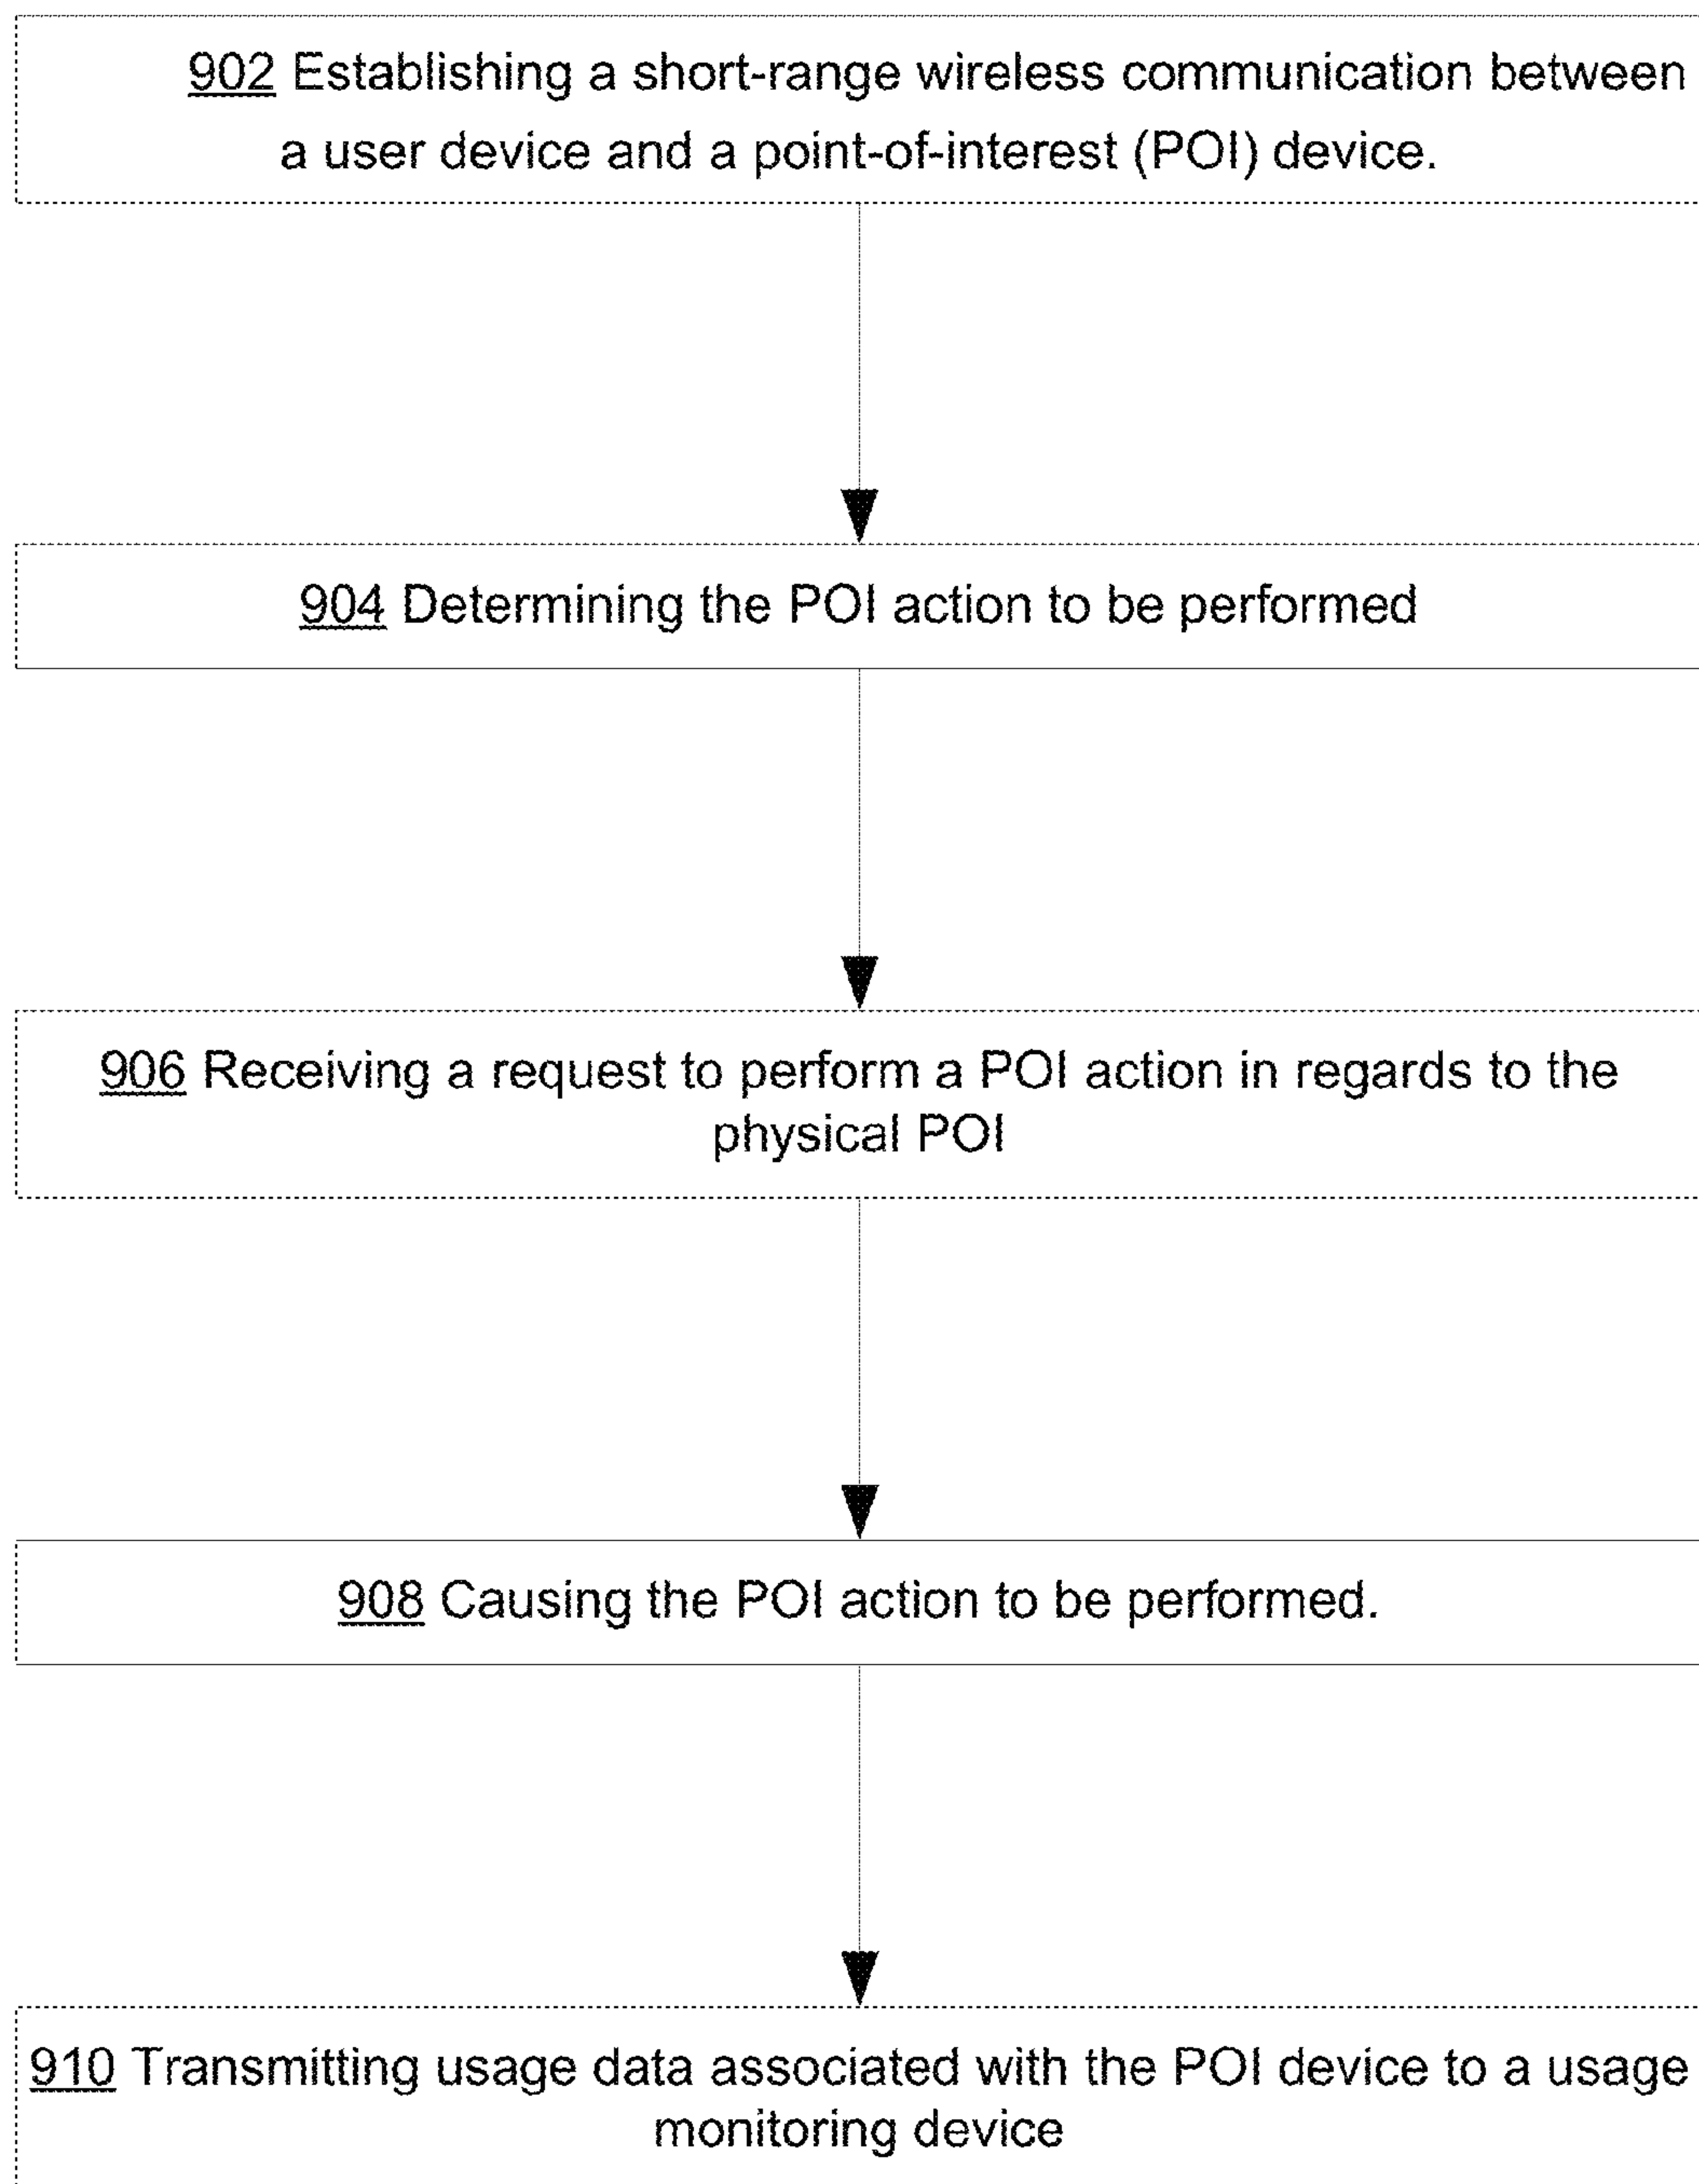 902 Establishing a short-range wireless communication between
a user device and a point-of-interest (POI) device.
904 Determining the POI action to be performed
906 Receiving a request to perform a POI action in regards to the
physical POI
908 Causing the POI action to be performed.
910 Transmitting usage data associated with the POI device to a usage
monitoring device